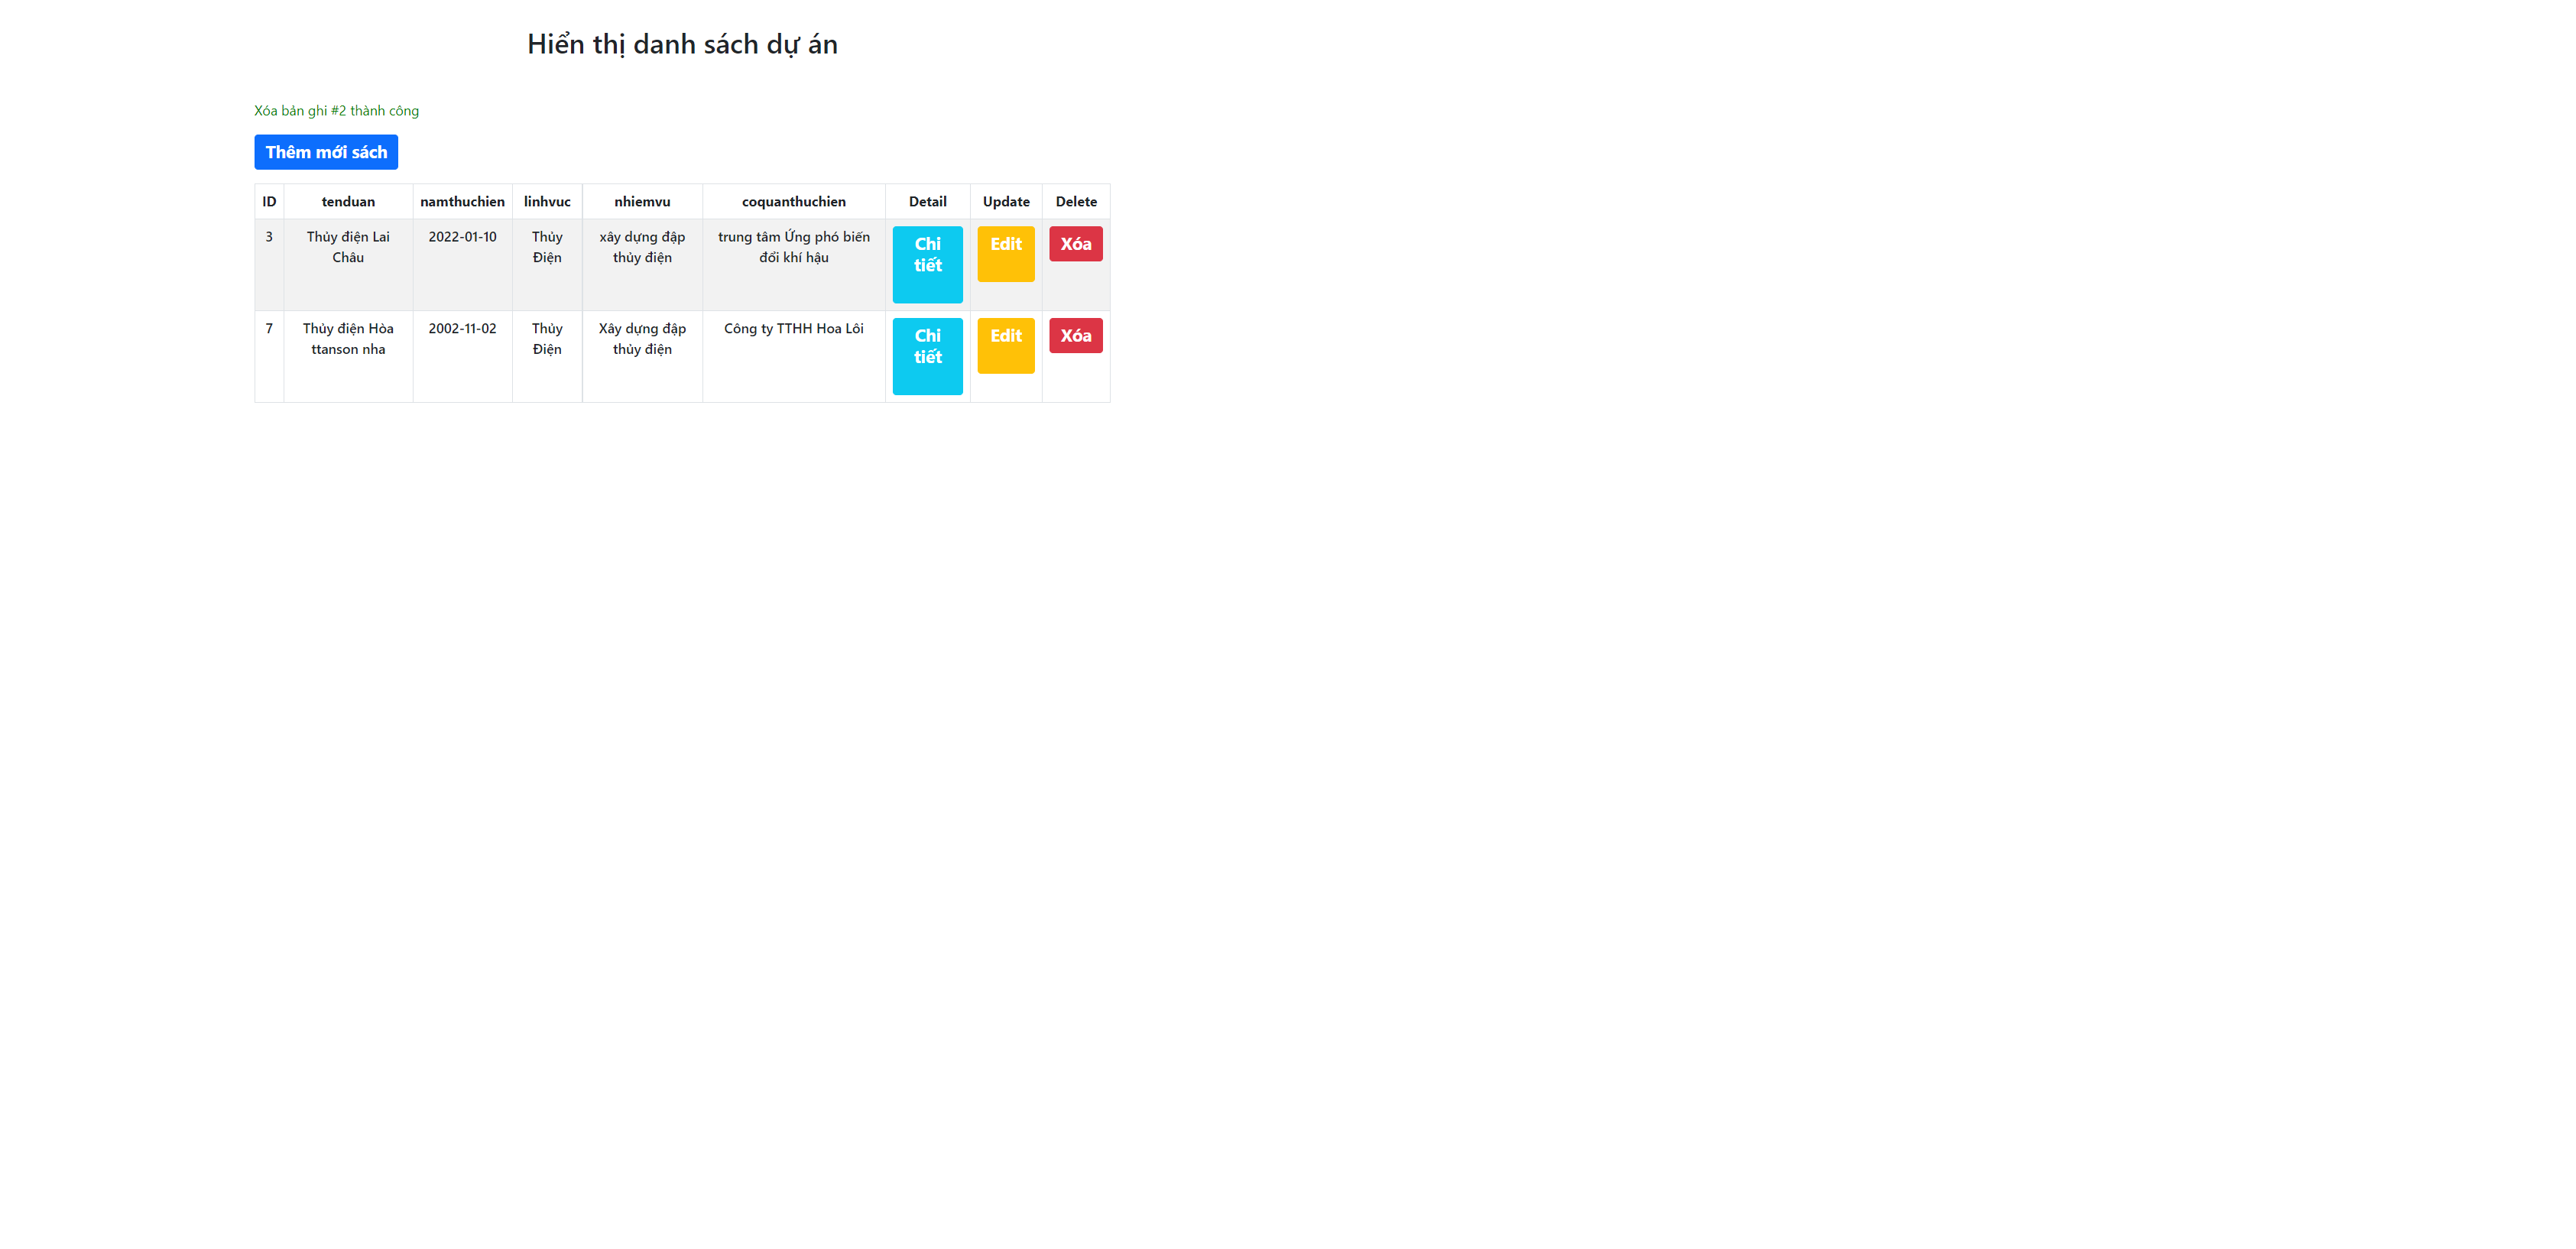 Hiển thị danh sách dự án
Xóa bản ghi #2 thành công
Thêm mới sách
ID tenduan namthuchien linhvuc nhiemvu coquanthuchien Detail Update Delete
3 Thủy điện Lai Châu 2022-01-10 Thủy Điện xây dựng đập thủy điện trung tâm Ứng phó biến đổi khí hậu Chi tiết Edit Xóa
7 Thủy điện Hòa ttanson nha 2002-11-02 Thủy Điện Xây dựng đập thủy điện Công ty TTHH Hoa Lôi Chi tiết Edit Xóa